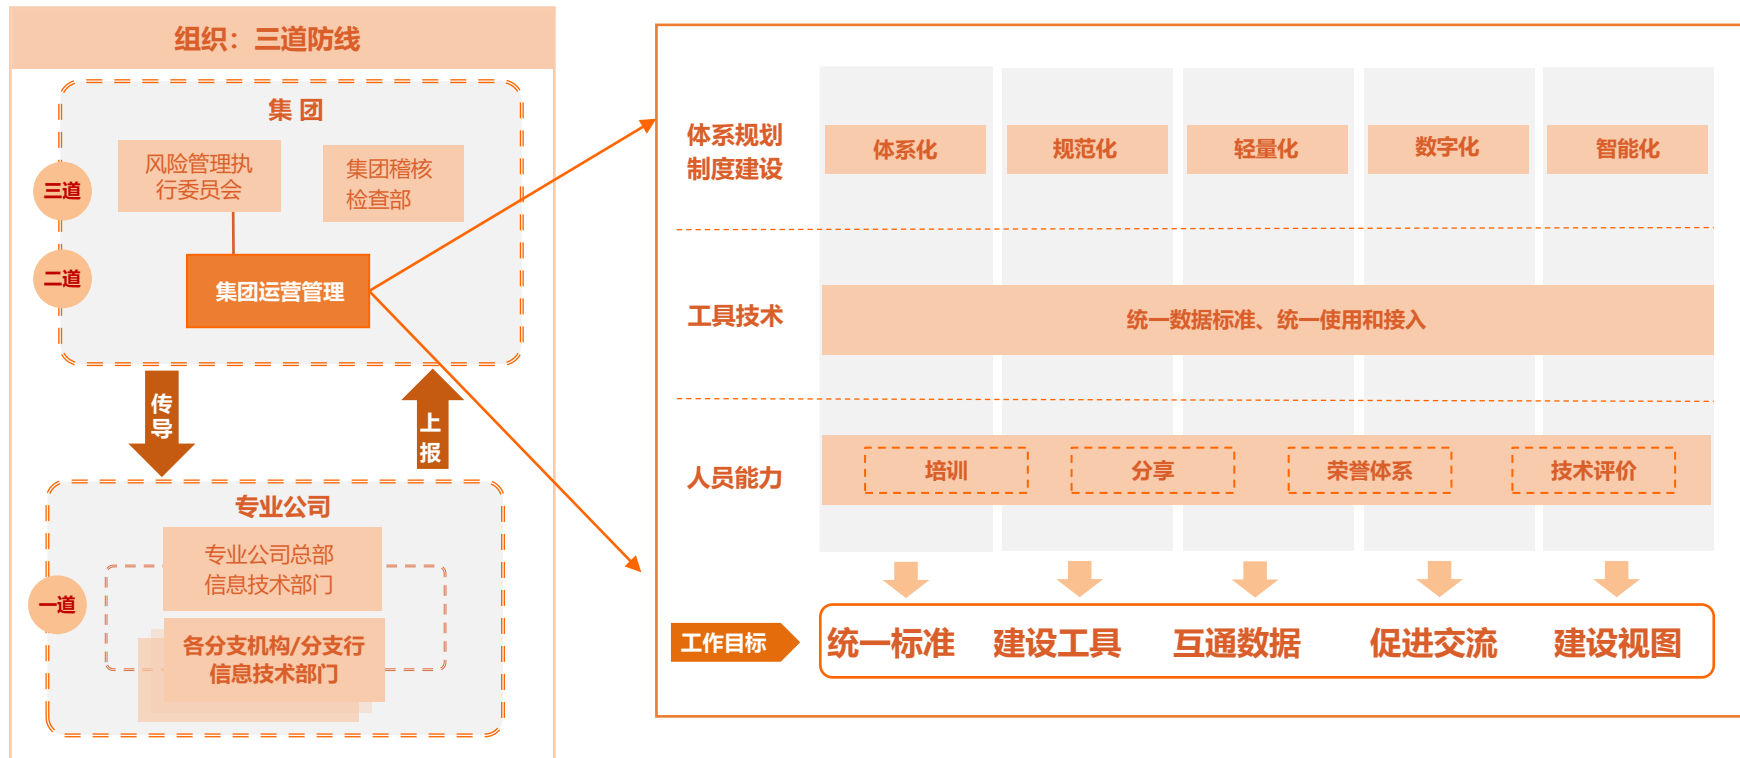 组织：三道防线
集 团
风险管理执
行委员会
集团稽核
检查部
三道
二道
集团运营管理
传
导
上
报
专业公司
专业公司总部
信息技术部门
一道
各分支机构/分支行
信息技术部门
体系规划
制度建设
体系化
规范化
轻量化
数字化
智能化
工具技术
统一数据标准、统一使用和接入
人员能力
培训
分享
荣誉体系
技术评价
工作目标
统一标准
建设工具
互通数据
促进交流
建设视图